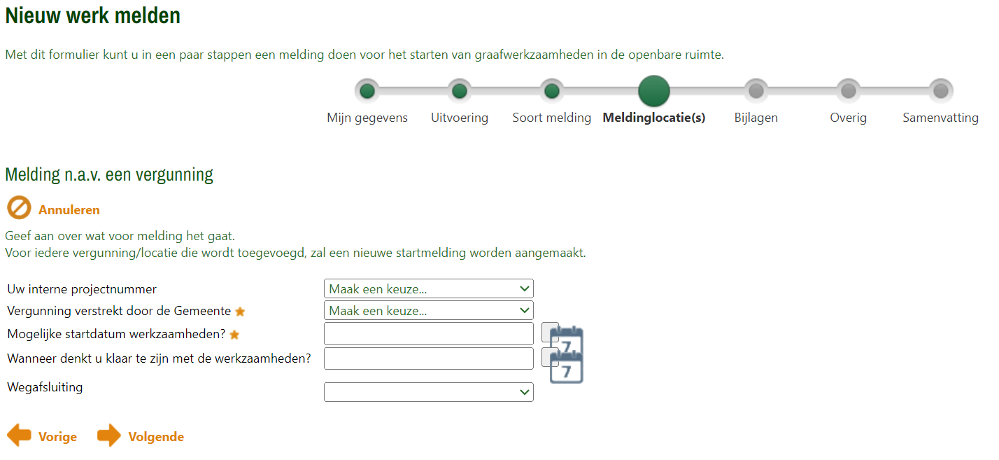 Nieuw werk melden
Met dit formulier kunt u in een paar stappen een melding doen voor het starten van graafwerkzaamheden in de openbare ruimte.
Mijn gegevens Uitvoering Soort melding Meldinglocatie(s) Bijlagen Overig Samenvatting
Melding n.a.v. een vergunning
Annuleren
Geef aan over wat voor melding het gaat.
Voor iedere vergunning/locatie die wordt toegevoegd, zal een nieuwe startmelding worden aangemaakt.
Uw interne projectnummer Maak een keuze...
Vergunning verstrekt door de Gemeente Maak een keuze...
Mogelijke startdatum werkzaamheden? 7
Wanneer denkt u klaar te zijn met de werkzaamheden? 7
Wegafsluiting
Vorige Volgende